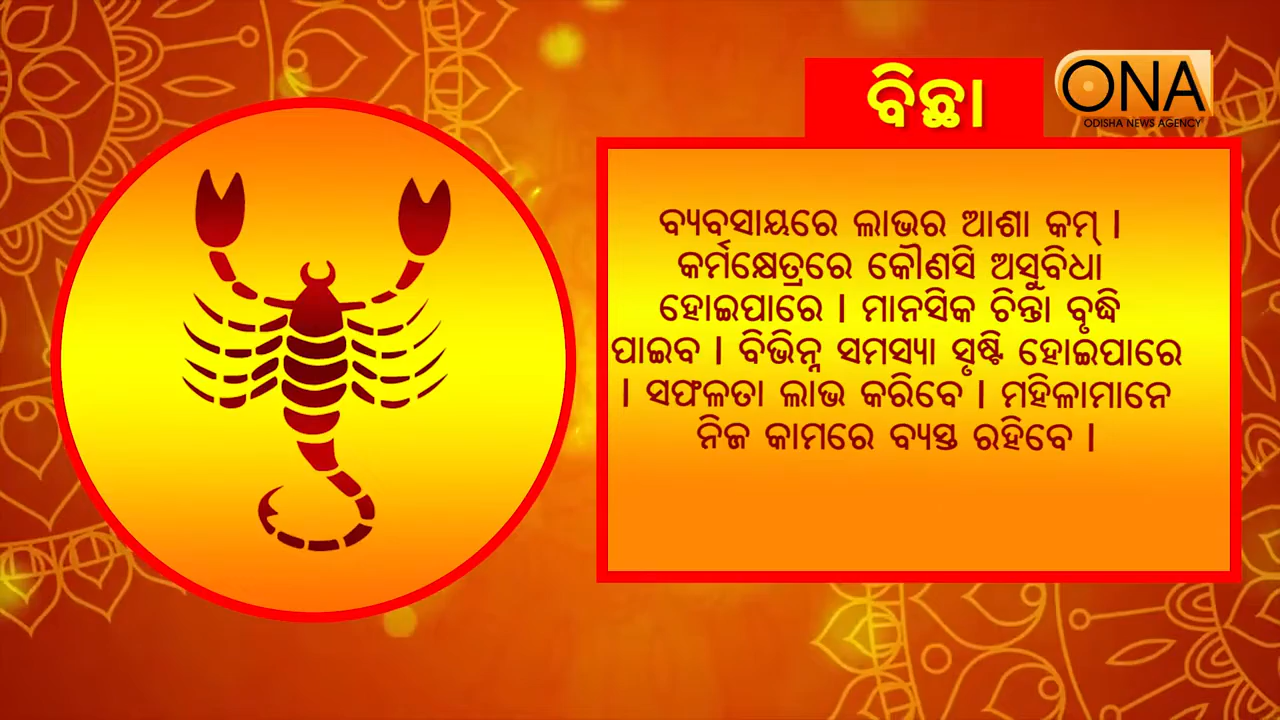 ବିଛା
ONA
ODISHA NEWS AGENCY
ବ୍ୟବସାୟରେ ଲାଭର ଆଶା କମ୍ ।
କର୍ମକ୍ଷେତ୍ରରେ କୌଣସି ଅସୁବିଧା
ହୋଇପାରେ । ମାନସିକ ଚିନ୍ତା ବୃଦ୍ଧି
ପାଇବ । ବିଭିନ୍ନ ସମସ୍ୟା ସୃଷ୍ଟି ହୋଇପାରେ
। ସଫଳତା ଲାଭ କରିବେ । ମହିଳାମାନେ
ନିଜ କାମରେ ବ୍ୟସ୍ତ ରହିବେ ।